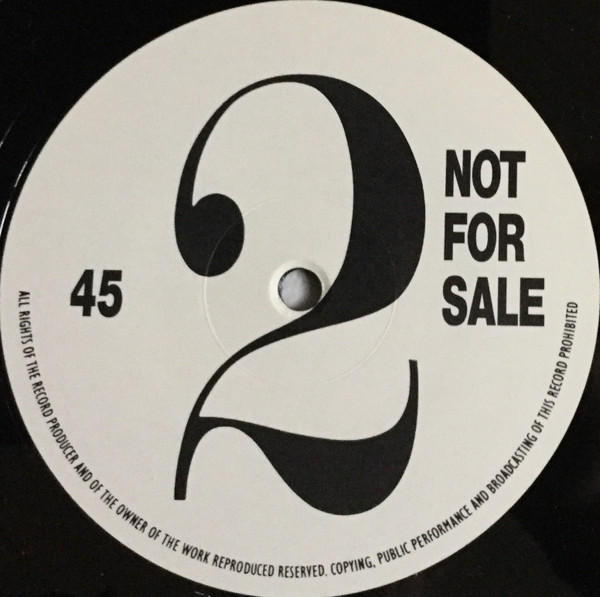 2
NOT
FOR
SALE
45
ALL RIGHTS OF THE RECORD PRODUCER AND OF THE OWNER OF THE WORK REPRODUCED RESERVED. COPYING, PUBLIC PERFORMANCE AND BROADCASTING OF THIS RECORD PROHIBITED